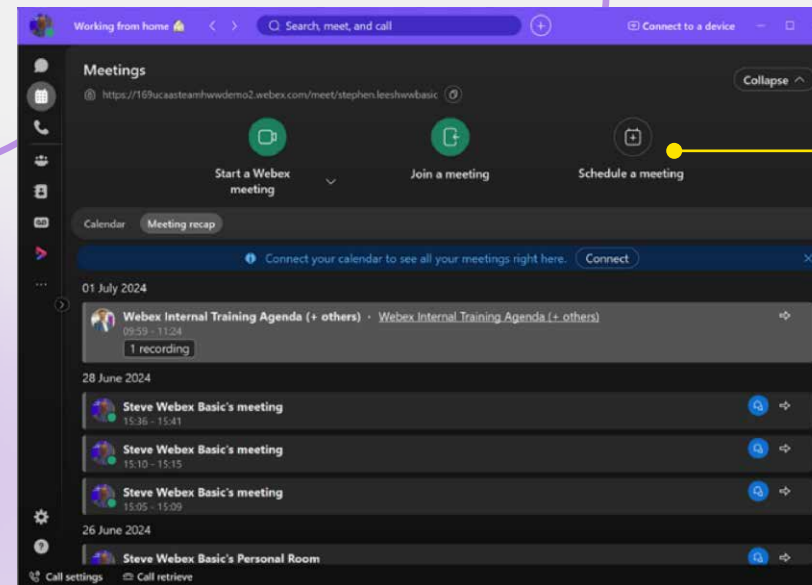 Working from home
Search, meet, and call
Connect to a device
Meetings
Collapse
https://169ucaasteamhwwdemo2.webex.com/meet/stephen.leeshwwbasic
Start a Webex
meeting
Join a meeting
Schedule a meeting
Calendar
Meeting recap
Connect your calendar to see all your meetings right here.
Connect
01 July 2024
Webex Internal Training Agenda (+ others) · Webex Internal Training Agenda (+ others)
09:59 - 11:24
1 recording
28 June 2024
Steve Webex Basic's meeting
15:36 - 15:41
Steve Webex Basic's meeting
15:10 - 15:15
Steve Webex Basic's meeting
15:05 - 15:09
26 June 2024
Steve Webex Basic's Personal Room
Call settings
Call retrieve